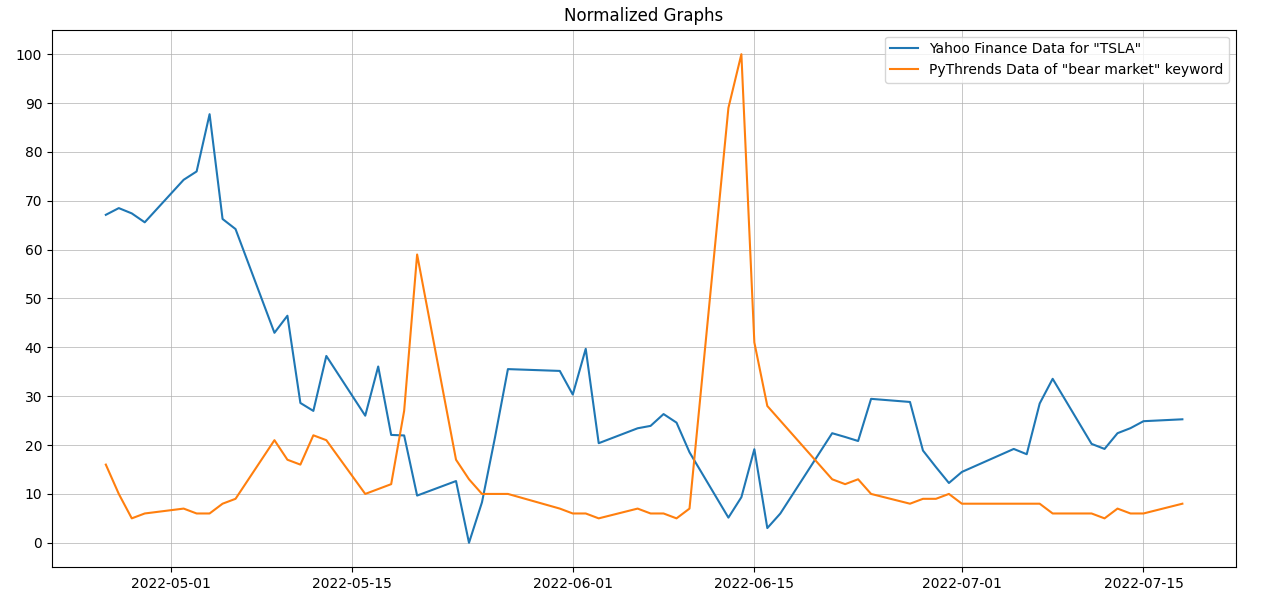 Normalized Graphs
Yahoo Finance Data for "TSLA"
PyThrends Data of "bear market" keyword
100
90
80
70
60
50
40
30
20
10
0
2022-05-01 2022-05-15 2022-06-01 2022-06-15 2022-07-01 2022-07-15